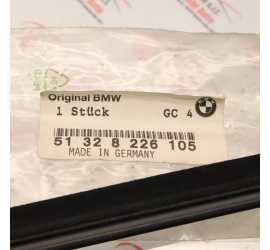 Original BMW
1 Stück GC 4
51 32 8 226 105
MADE IN GERMANY